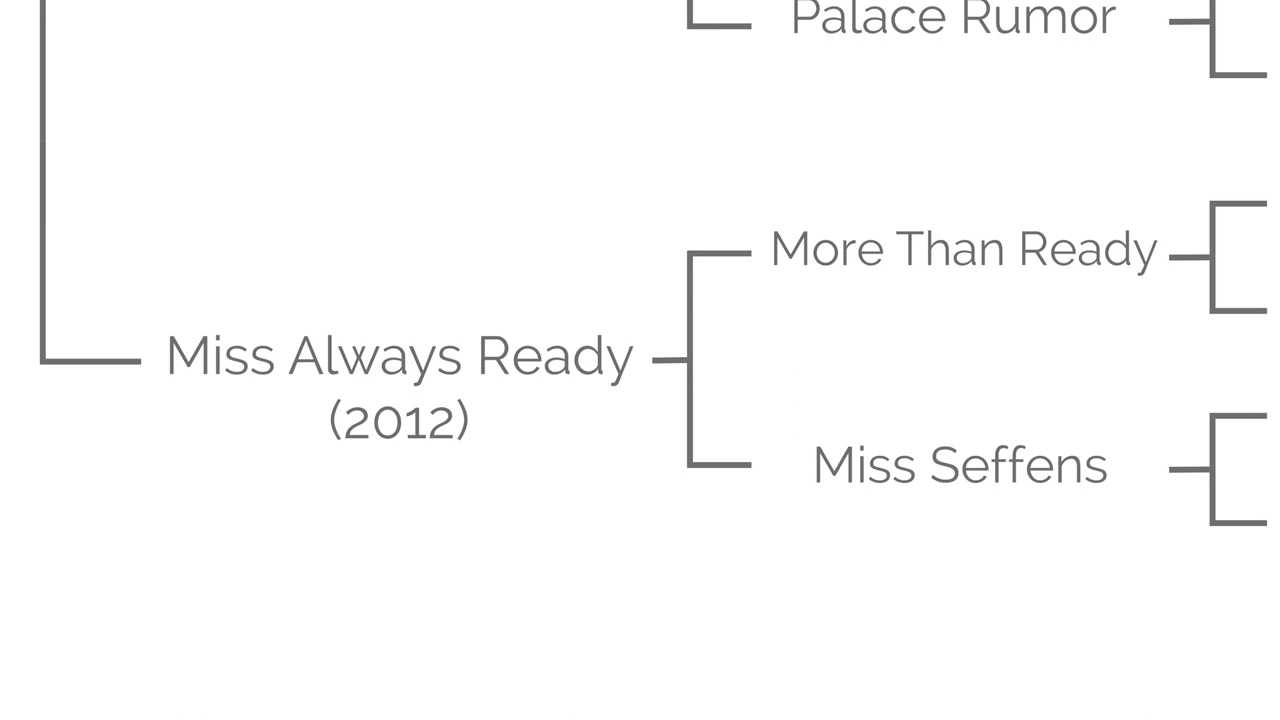 Palace Rumor
More Than Ready
Miss Always Ready
(2012)
Miss Seffens